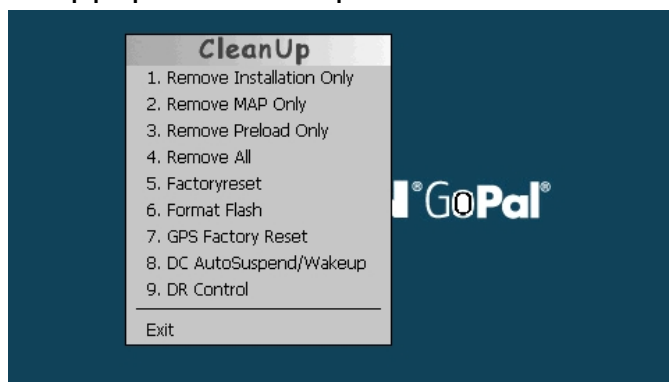 CleanUp
1. Remove Installation Only
2. Remove MAP Only
3. Remove Preload Only
4. Remove All
5. Factoryreset
6. Format Flash
7. GPS Factory Reset
8. DC AutoSuspend/Wakeup
9. DR Control
Exit
®GoPal®